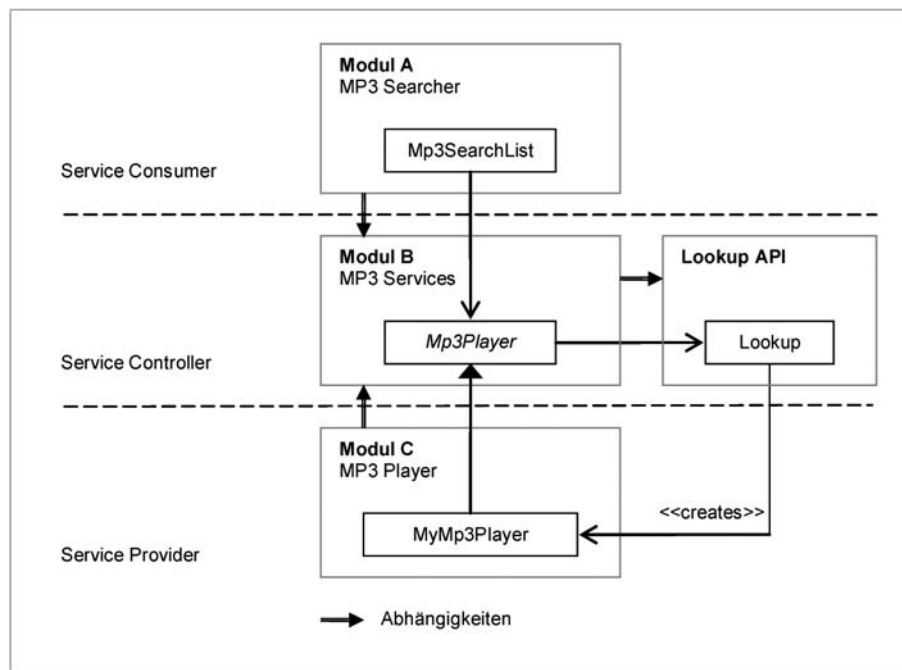 Modul A
MP3 Searcher
Mp3SearchList
Service Consumer
Modul B
MP3 Services
Lookup API
Mp3Player
Lookup
Service Controller
Modul C
MP3 Player
<<creates>>
MyMp3Player
Service Provider
Abhängigkeiten